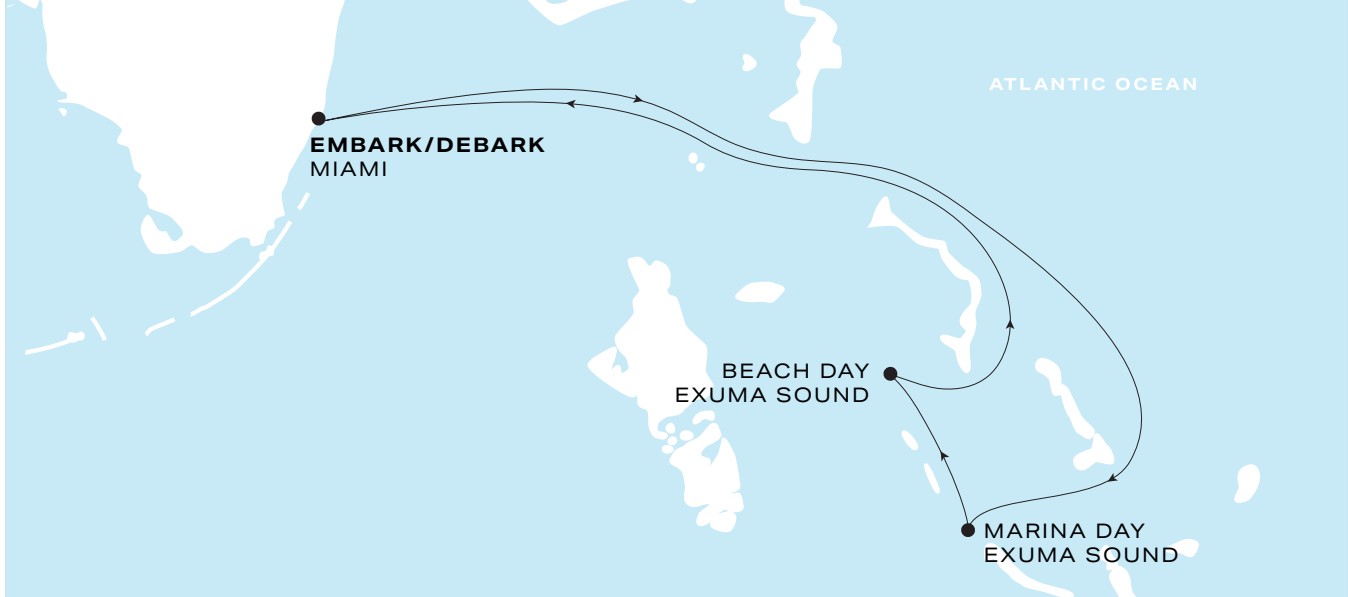 ATLANTIC OCEAN
EMBARK/DEBARK
MIAMI
BEACH DAY
EXUMA SOUND
MARINA DAY
EXUMA SOUND